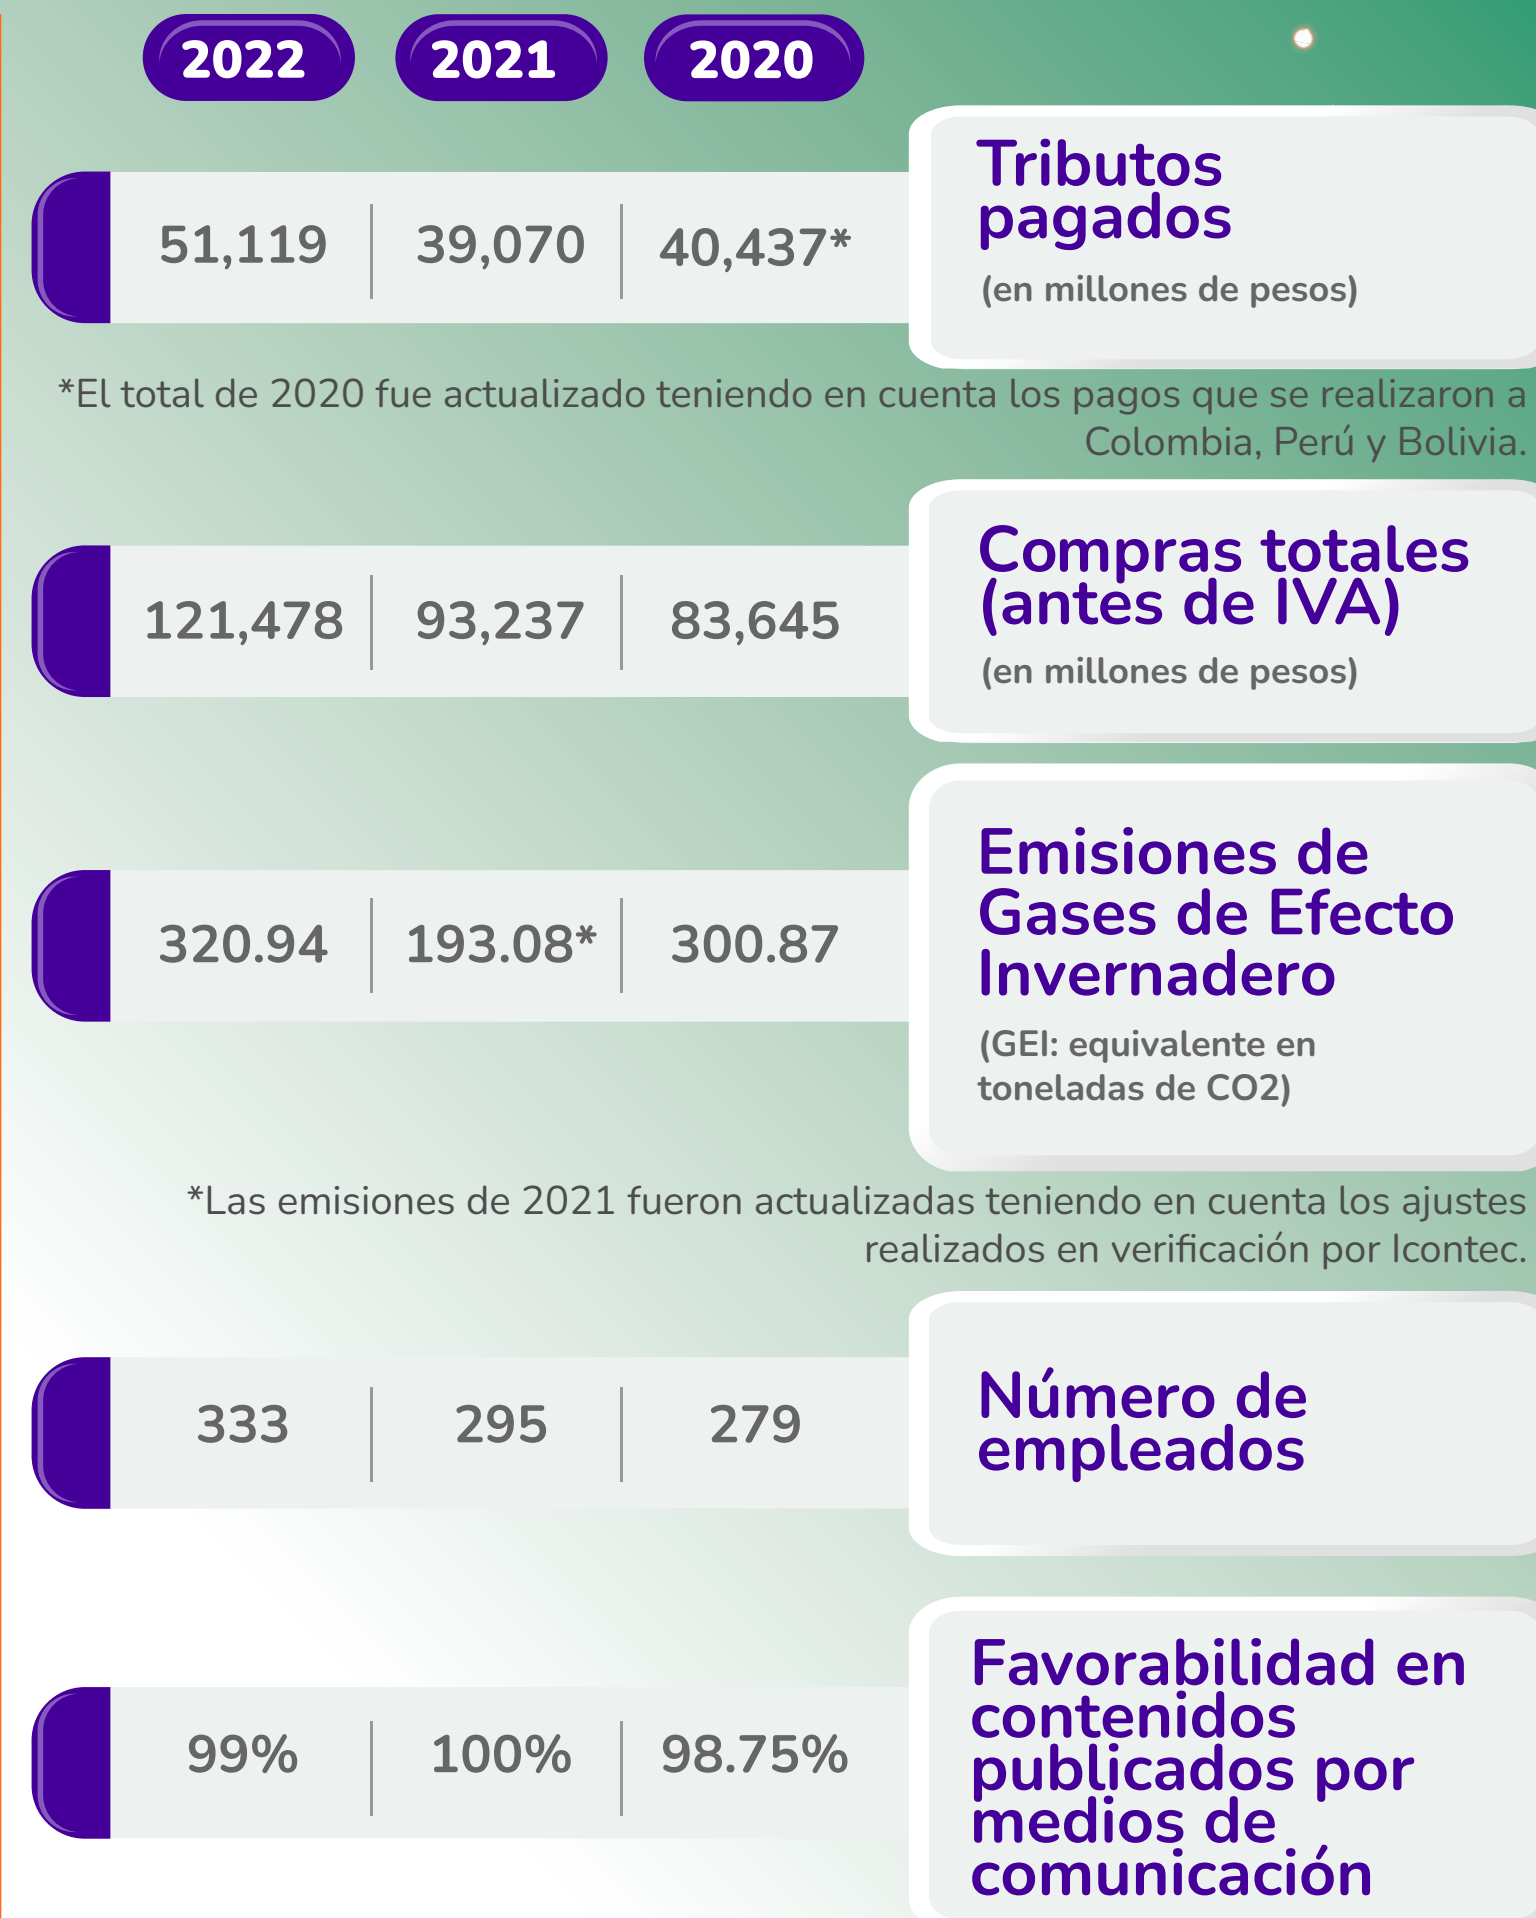 2022 2021 2020
51,119 39,070 40,437*
Tributos
pagados
(en millones de pesos)
*El total de 2020 fue actualizado teniendo en cuenta los pagos que se realizaron a
Colombia, Perú y Bolivia.
121,478 93,237 83,645
Compras totales
(antes de IVA)
(en millones de pesos)
320.94 193.08* 300.87
Emisiones de
Gases de Efecto
Invernadero
(GEI: equivalente en
toneladas de CO2)
*Las emisiones de 2021 fueron actualizadas teniendo en cuenta los ajustes
realizados en verificación por Icontec.
333 295 279
Número de
empleados
99% 100% 98.75%
Favorabilidad en
contenidos
publicados por
medios de
comunicación